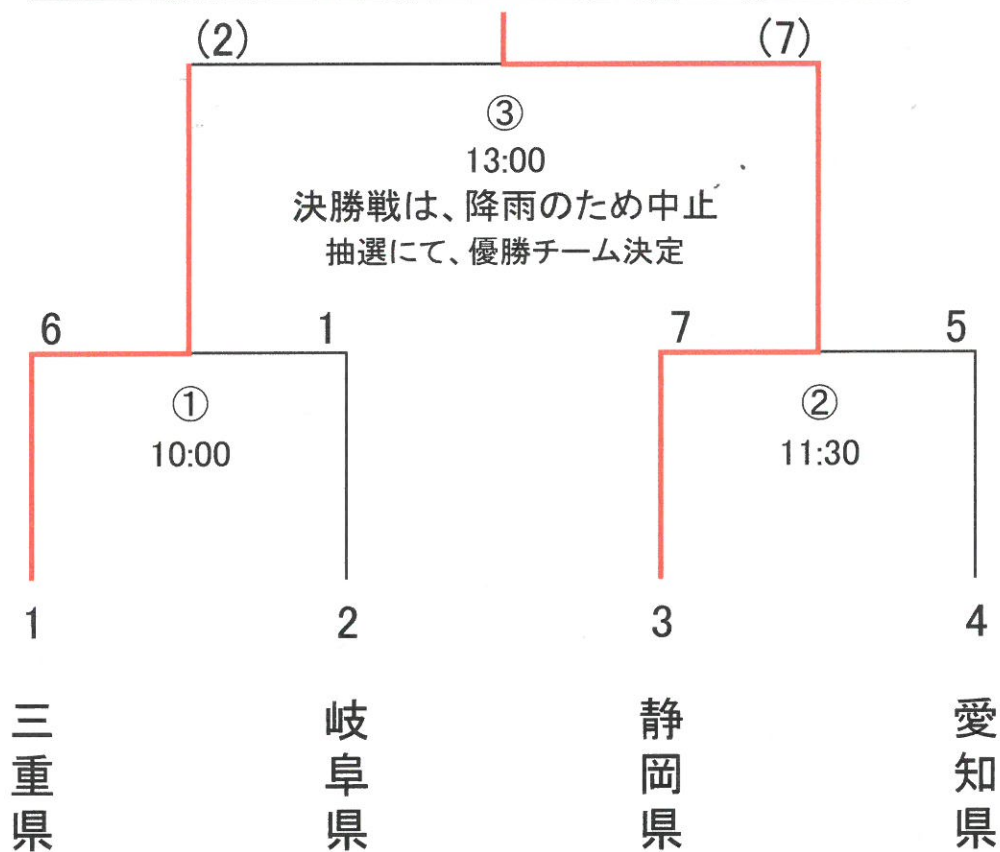 (2)
(7)
③
13:00
決勝戦は、降雨のため中止
抽選にて、優勝チーム決定
6
1
7
5
①
10:00
②
11:30
1
2
3
4
三重県
岐阜県
静岡県
愛知県